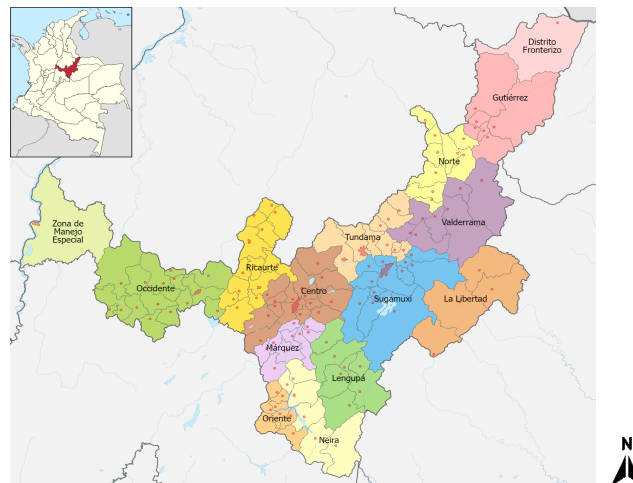 Distrito
Fronterizo
Gutiérrez
Norte
Valderrama
Zona de
Manejo
Especial
Tundama
Ricaurte
Occidente
Centro
Sugamuxi
La Libertad
Márquez
Lengupá
Oriente
Neira
N